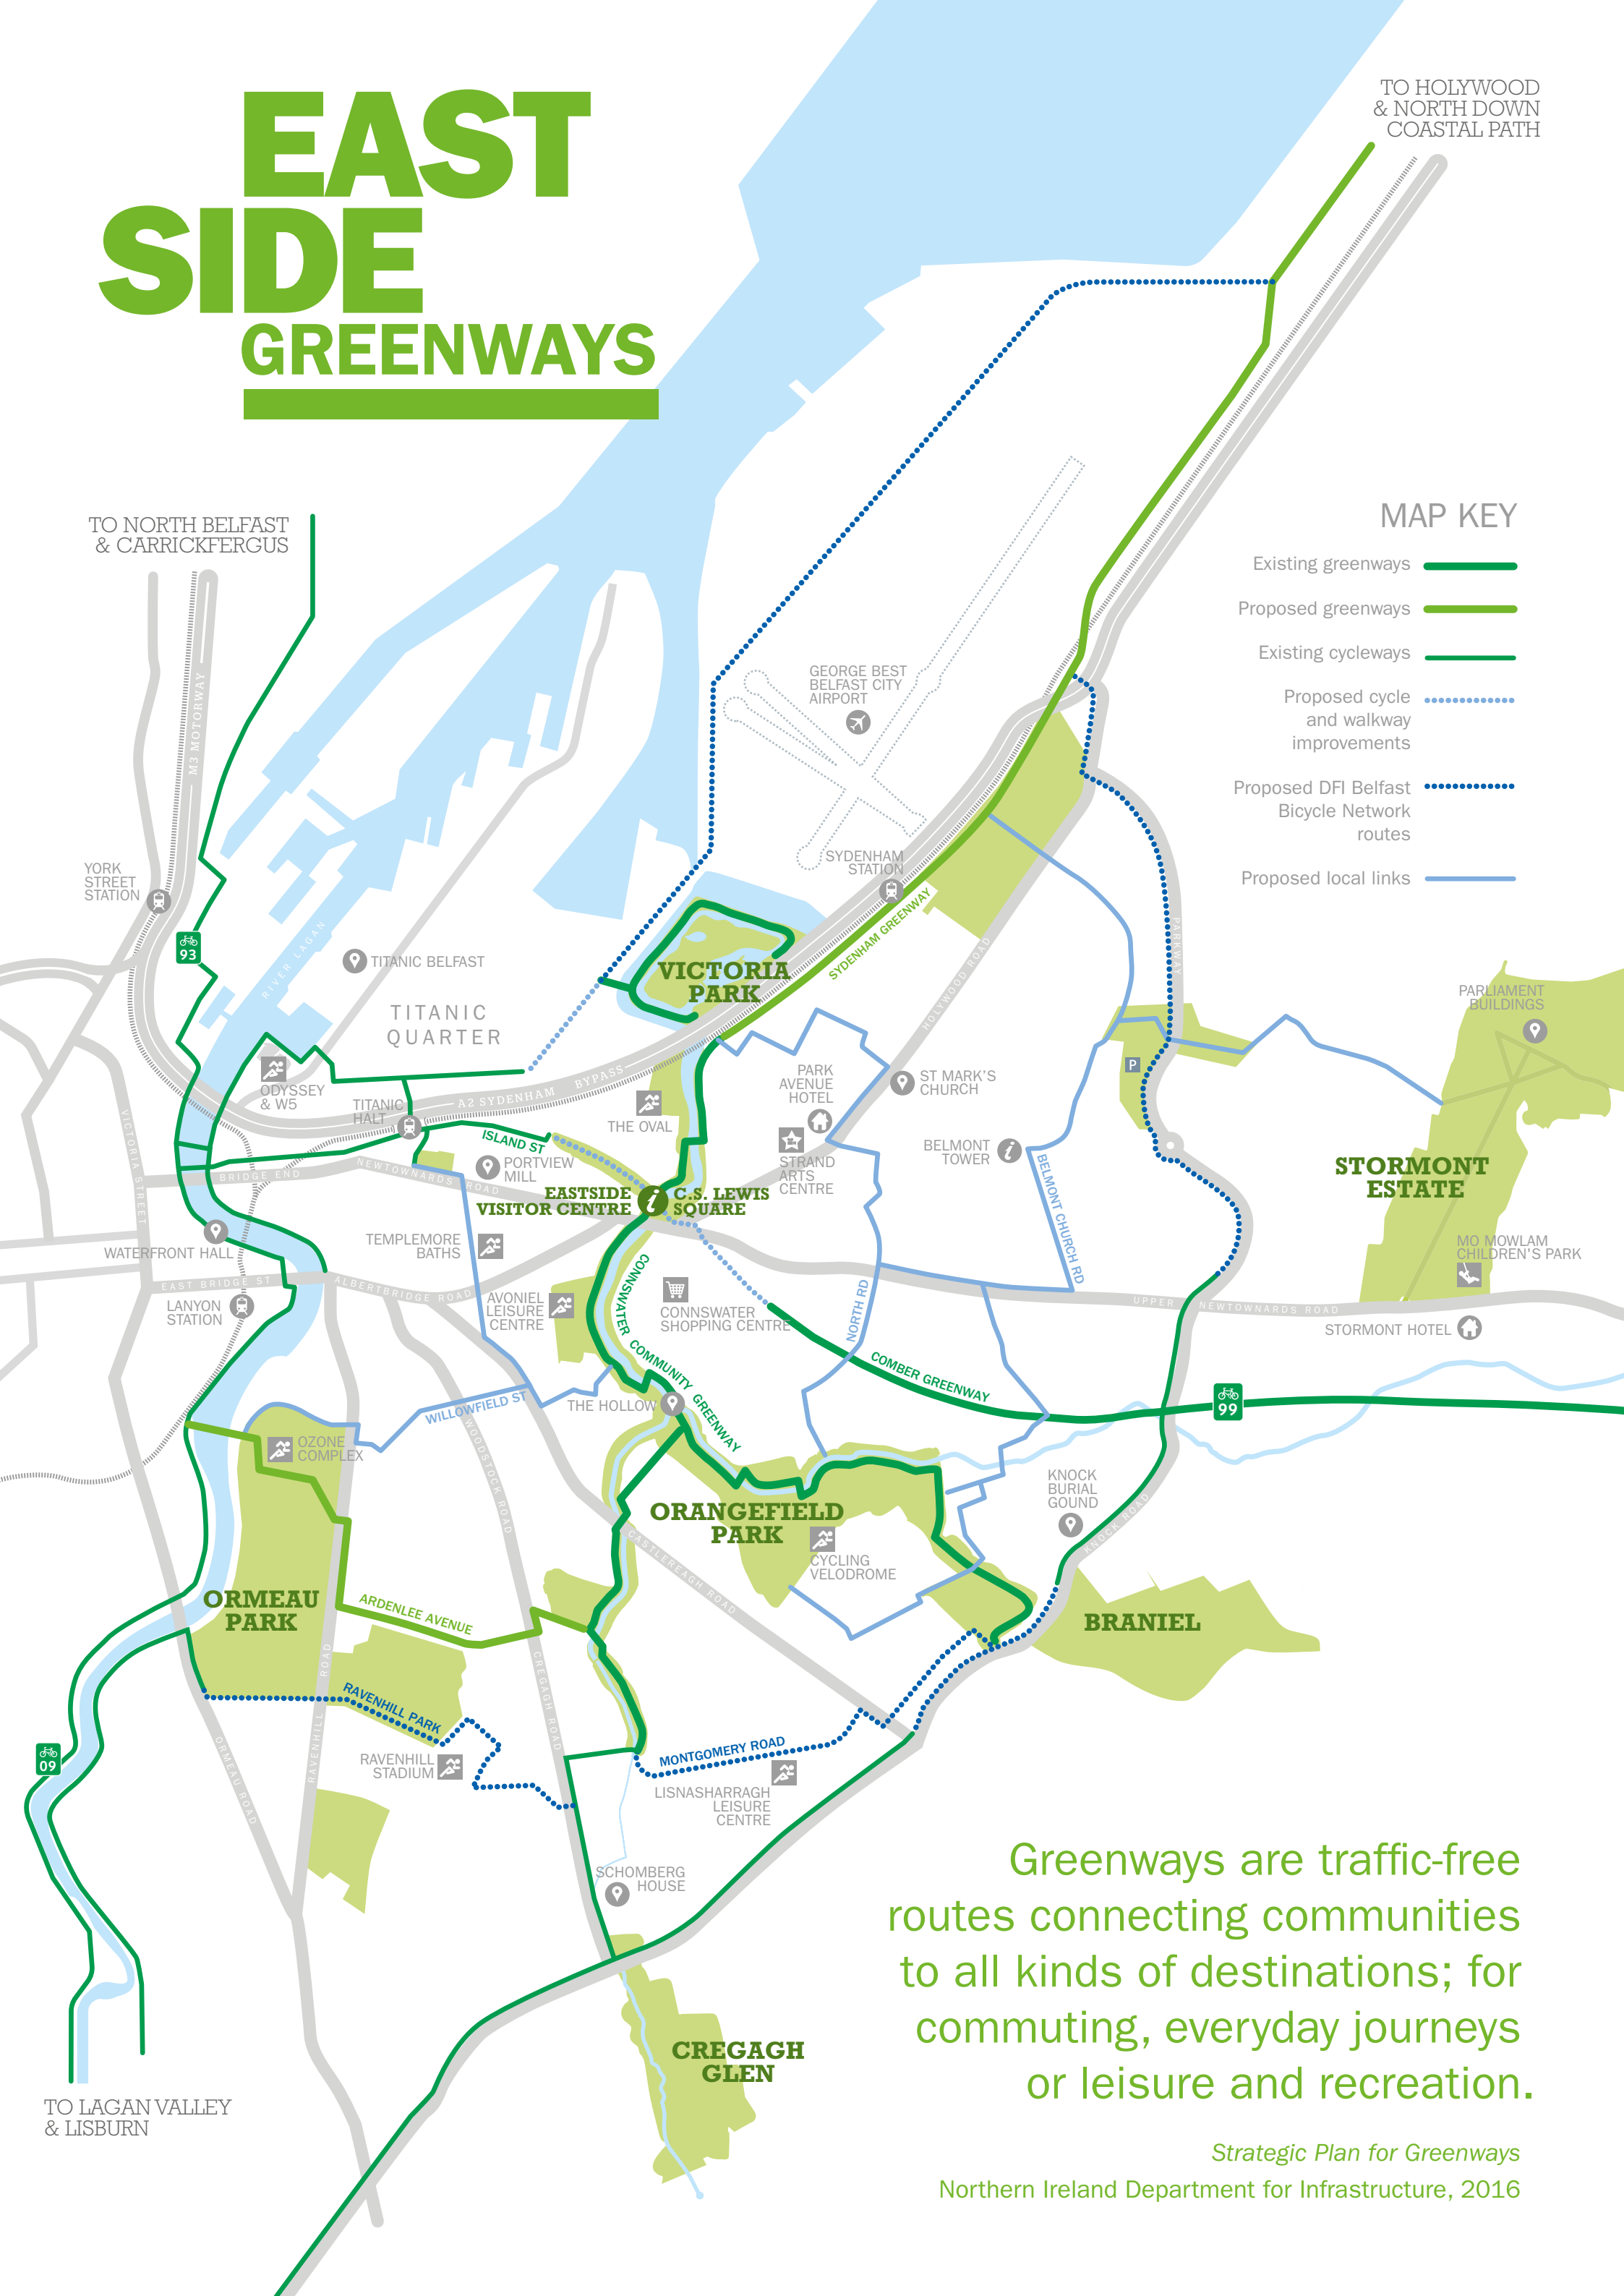 EAST
SIDE
GREENWAYS
TO HOLYWOOD
& NORTH DOWN
COASTAL PATH
TO NORTH BELFAST
& CARRICKFERGUS
MAP KEY
Existing greenways
Proposed greenways
Existing cycleways
Proposed cycle
and walkway
improvements
Proposed DFI Belfast
Bicycle Network
routes
Proposed local links
M3 MOTORWAY
GEORGE BEST
BELFAST CITY
AIRPORT
YORK
STREET
STATION
93
RIVER LAGAN
TITANIC BELFAST
TITANIC
QUARTER
SYDENHAM
STATION
SYDENHAM GREENWAY
VICTORIA
PARK
HOLYWOOD ROAD
PARKWAY
PARLIAMENT
BUILDINGS
ODYSSEY
& W5
TITANIC
HALT
A2 SYDENHAM BYPASS
THE OVAL
PARK
AVENUE
HOTEL
ST MARK'S
CHURCH
P
ISLAND ST
PORTVIEW
MILL
STRAND
ARTS
CENTRE
BELMONT
TOWER
BELMONT CHURCH RD
STORMONT
ESTATE
VICTORIA STREET
BRIDGE END
NEWTOWNARDS ROAD
EASTSIDE
VISITOR CENTRE
C.S. LEWIS
SQUARE
WATERFRONT HALL
TEMPLEMORE
BATHS
MO MOWLAM
CHILDREN'S PARK
EAST BRIDGE ST
ALBERTBRIDGE ROAD
LANYON
STATION
AVONIEL
LEISURE
CENTRE
CONNSWATER
SHOPPING CENTRE
CONNSWATER COMMUNITY GREENWAY
NORTH RD
UPPER NEWTOWNARDS ROAD
STORMONT HOTEL
COMBER GREENWAY
99
WILLOWFIELD ST
THE HOLLOW
OZONE
COMPLEX
WOODSTOCK ROAD
KNOCK
BURIAL
GOUND
KNOCK ROAD
ORANGEFIELD
PARK
CYCLING
VELODROME
CASTLEREAGH ROAD
ORMEAU
PARK
ARDENLEE AVENUE
BRANIEL
CREGAGH ROAD
RAVENHILL ROAD
RAVENHILL PARK
ORMEAU ROAD
09
RAVENHILL
STADIUM
MONTGOMERY ROAD
LISNASHARRAGH
LEISURE
CENTRE
SCHOMBERG
HOUSE
CREGAGH
GLEN
TO LAGAN VALLEY
& LISBURN
Greenways are traffic-free
routes connecting communities
to all kinds of destinations; for
commuting, everyday journeys
or leisure and recreation.
Strategic Plan for Greenways
Northern Ireland Department for Infrastructure, 2016